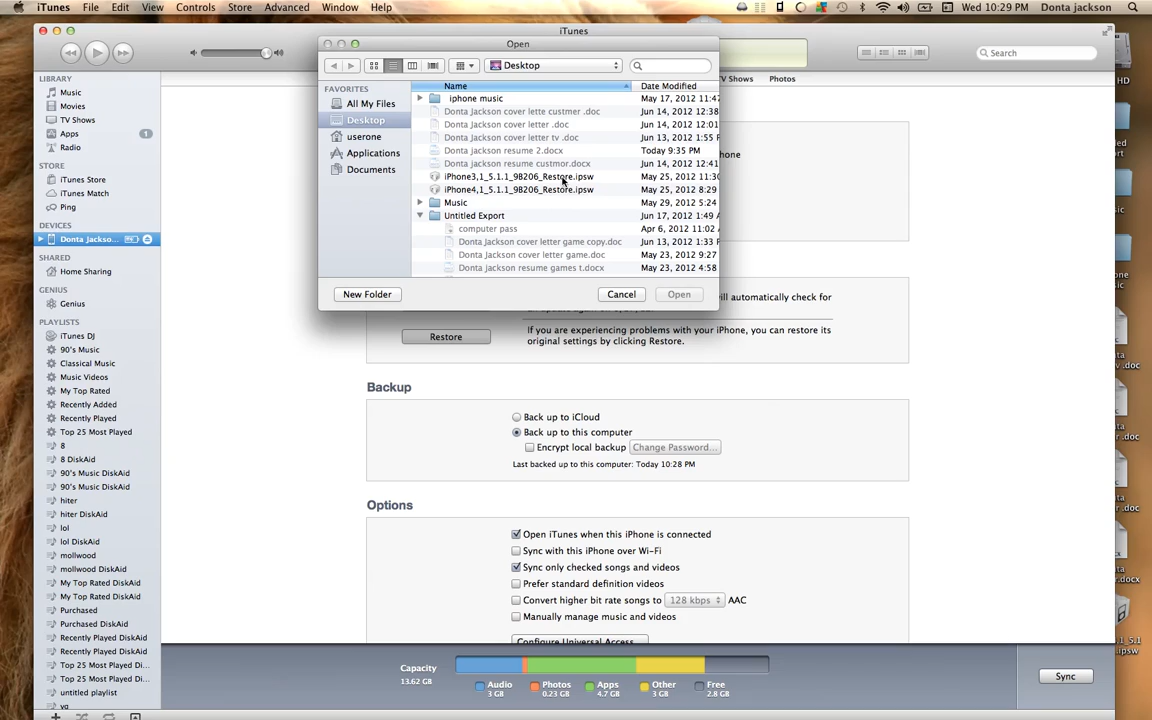 iTunes File Edit View Controls Store Advanced Window Help Wed 10:29 PM Donta jackson
iTunes
Search
LIBRARY
Music
Movies
TV Shows
Apps 1
Radio
STORE
iTunes Store
iTunes Match
Ping
DEVICES
Donta Jackso...
SHARED
Home Sharing
GENIUS
Genius
PLAYLISTS
iTunes DJ
90's Music
Classical Music
Music Videos
My Top Rated
Recently Added
Recently Played
Top 25 Most Played
8
8 DiskAid
90's Music DiskAid
90's Music DiskAid
hiter
hiter DiskAid
lol
lol DiskAid
mollwood
mollwood DiskAid
My Top Rated DiskAid
Purchased
Purchased DiskAid
Recently Played DiskAid
Recently Played DiskAid
Top 25 Most Played Di...
Top 25 Most Played Di...
untitled playlist
Open
Desktop
FAVORITES
All My Files
Desktop
userone
Applications
Documents
Name Date Modified
iphone music May 17, 2012 11:47
Donta Jackson cover lette custmer .doc Jun 14, 2012 12:38
Donta Jackson cover letter .doc Jun 14, 2012 12:01
Donta Jackson cover letter tv .doc Jun 13, 2012 1:55 P
Donta jackson resume 2.docx Today 9:35 PM
Donta jackson resume custmor.docx Jun 14, 2012 12:41
iPhone3,1_5.1.1_9B206_Restore.ipsw May 25, 2012 11:30
iPhone4,1_5.1.1_9B206_Restore.ipsw May 25, 2012 8:29
Music May 29, 2012 5:24
Untitled Export Jun 17, 2012 1:49 A
computer pass Apr 6, 2012 11:02
Donta Jackson cover letter game copy.doc Jun 13, 2012 1:33 P
Donta Jackson cover letter game.doc May 23, 2012 9:27
Donta jackson resume games t.docx May 23, 2012 4:58
New Folder Cancel Open
TV Shows Photos
will automatically check for
Restore
If you are experiencing problems with your iPhone, you can restore its
original settings by clicking Restore.
Backup
Back up to iCloud
Back up to this computer
Encrypt local backup Change Password...
Last backed up to this computer: Today 10:28 PM
Options
Open iTunes when this iPhone is connected
Sync with this iPhone over Wi-Fi
Sync only checked songs and videos
Prefer standard definition videos
Convert higher bit rate songs to 128 kbps AAC
Manually manage music and videos
Configure Universal Access...
Capacity
13.62 GB
Audio
3 GB
Photos
0.23 GB
Apps
4.7 GB
Other
3 GB
Free
2.8 GB
Sync
HD